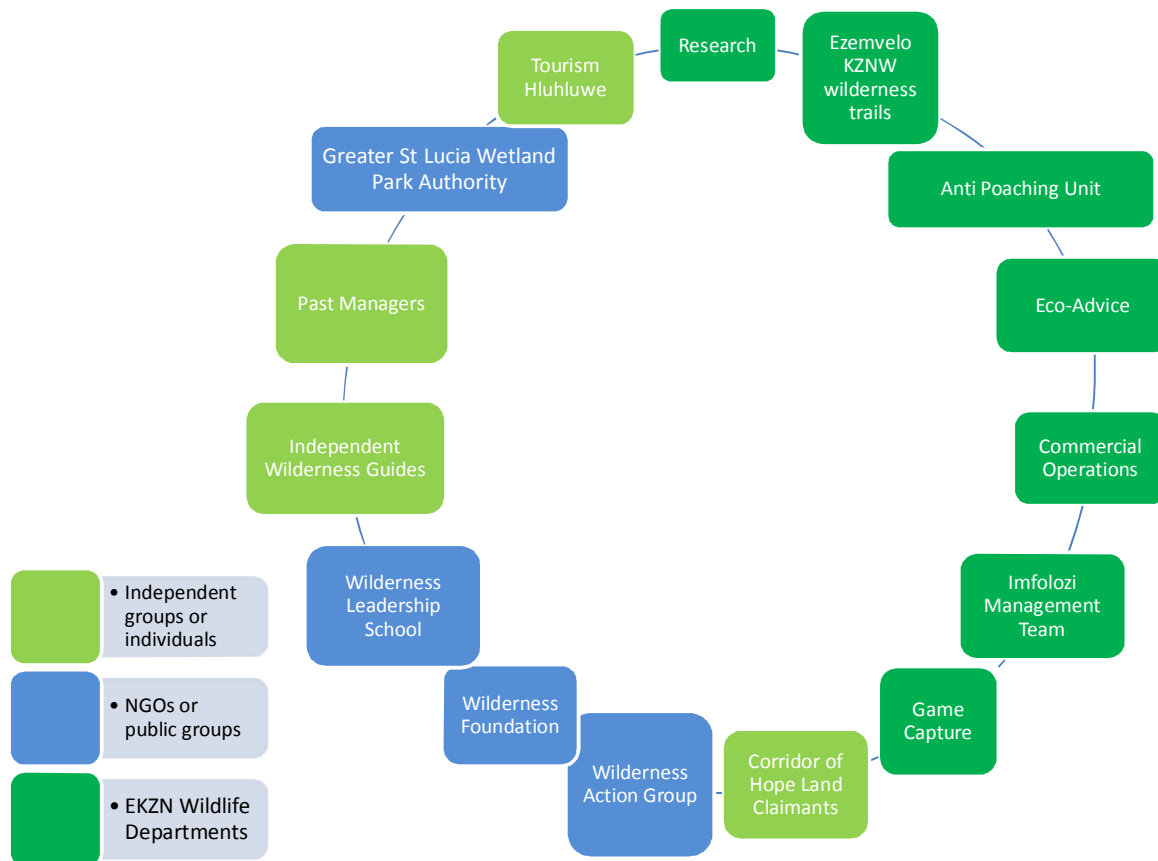 Research
Ezemvelo
KZNW
wilderness
trails
Anti Poaching Unit
Eco-Advice
Commercial
Operations
Imfolozi
Management
Team
Game
Capture
Corridor of
Hope Land
Claimants
Wilderness
Action Group
Wilderness
Foundation
Wilderness
Leadership
School
Independent
Wilderness Guides
Past Managers
Greater St Lucia Wetland
Park Authority
Tourism
Hluhluwe
• Independent
groups or
individuals
• NGOs or
public groups
• EKZN Wildlife
Departments